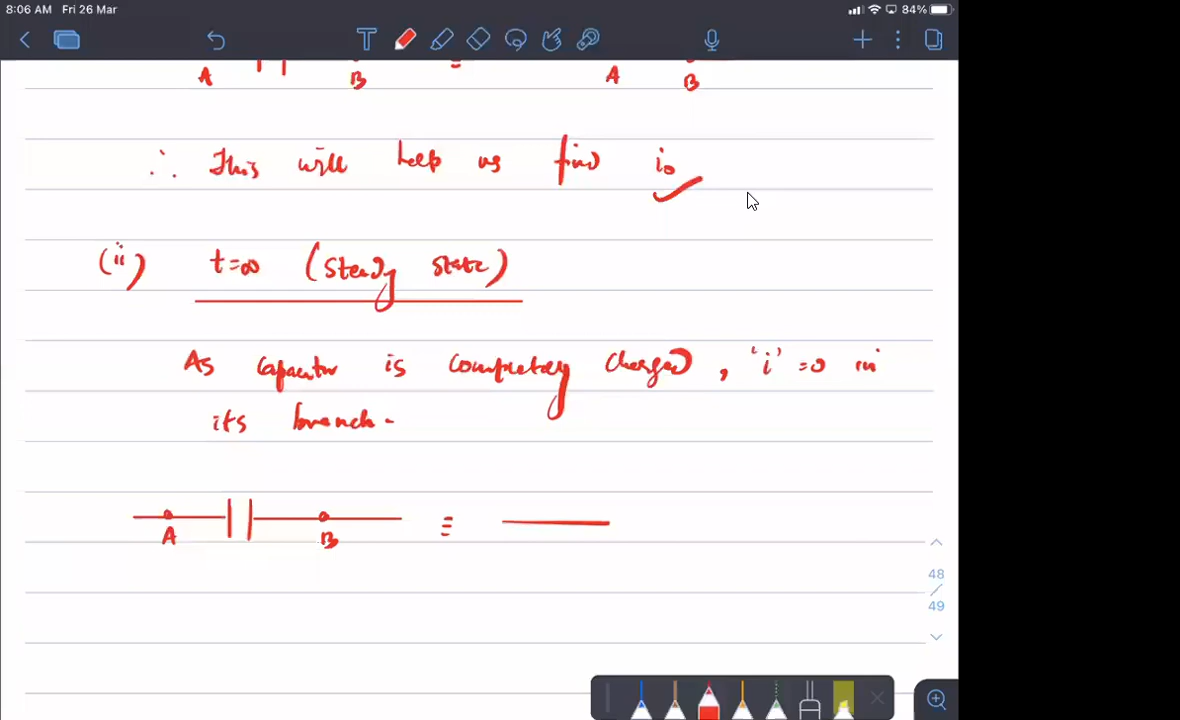 8:06 AM Fri 26 Mar 84%
A B ≡ A B
∴ This will help us find i₀
(ii) t=∞ (Steady state)
As capacitor is completely charged, 'i' =0 in
its branch.
A B ≡
48
/
49